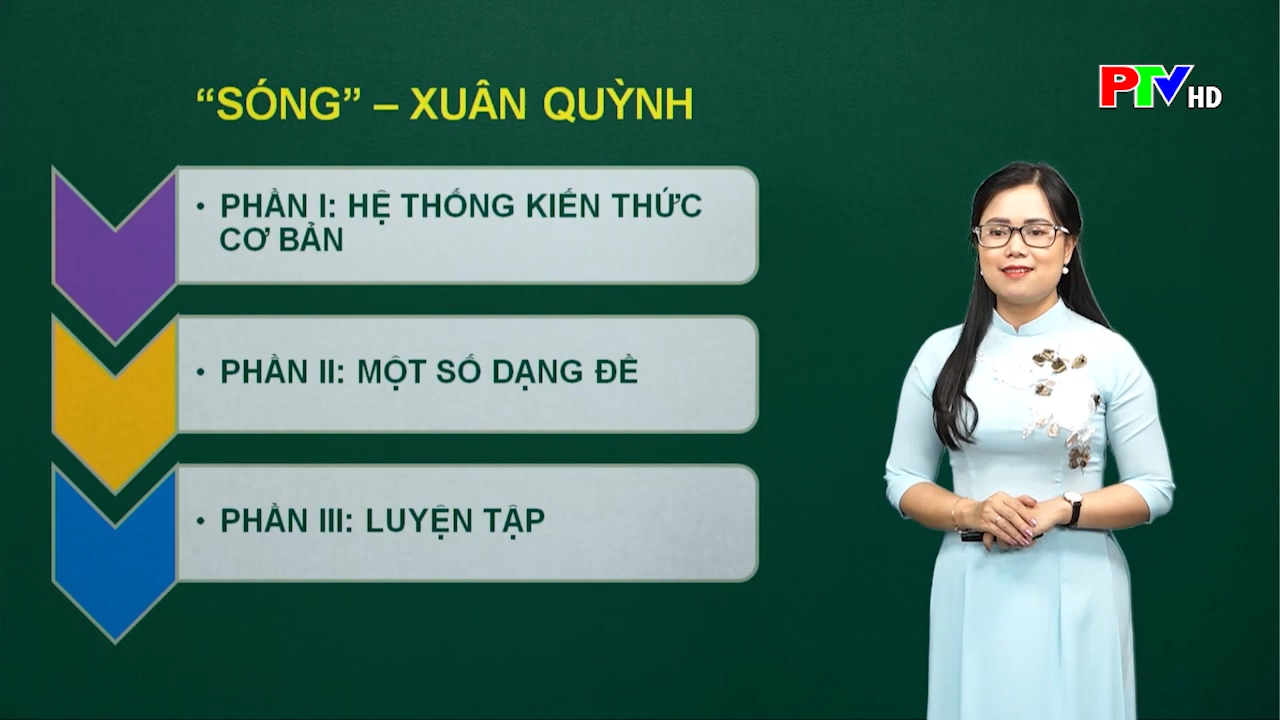 “SÓNG” – XUÂN QUỲNH
PTV HD
• PHẦN I: HỆ THỐNG KIẾN THỨC
CƠ BẢN
• PHẦN II: MỘT SỐ DẠNG ĐỀ
• PHẦN III: LUYỆN TẬP